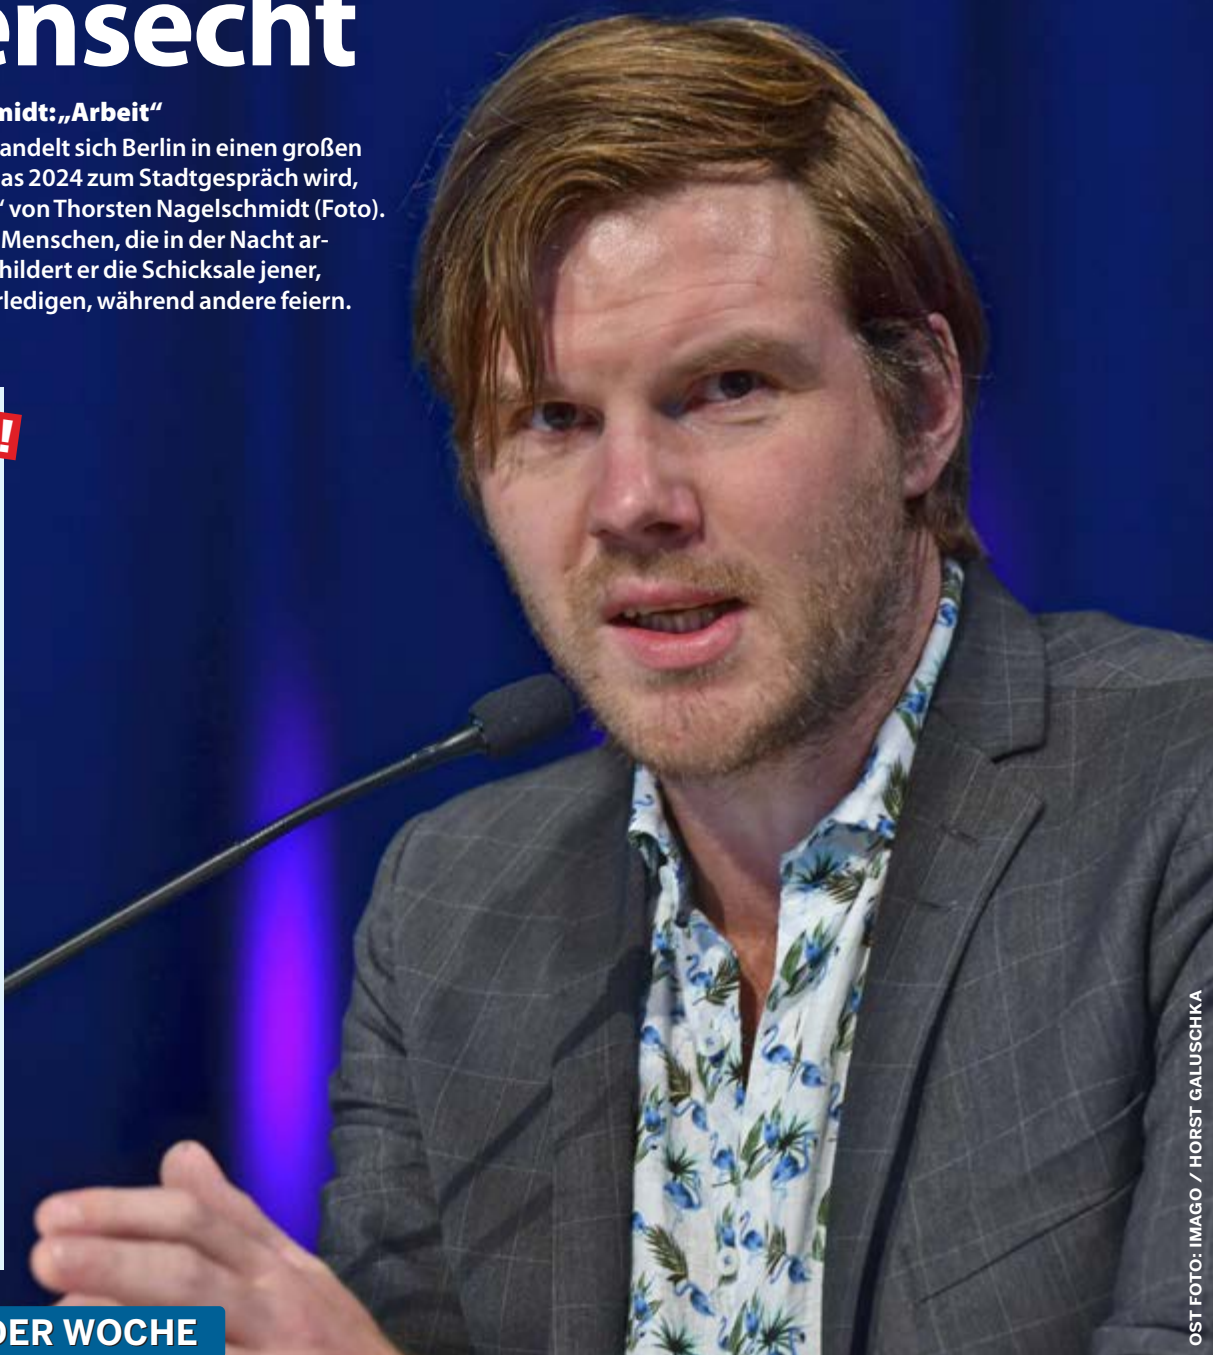 ensecht
midt: „Arbeit“
andelt sich Berlin in einen großen
as 2024 zum Stadtgespräch wird,
“ von Thorsten Nagelschmidt (Foto).
Menschen, die in der Nacht ar-
hildert er die Schicksale jener,
rledigen, während andere feiern.
!
DER WOCHE
OST FOTO: IMAGO / HORST GALUSCHKA